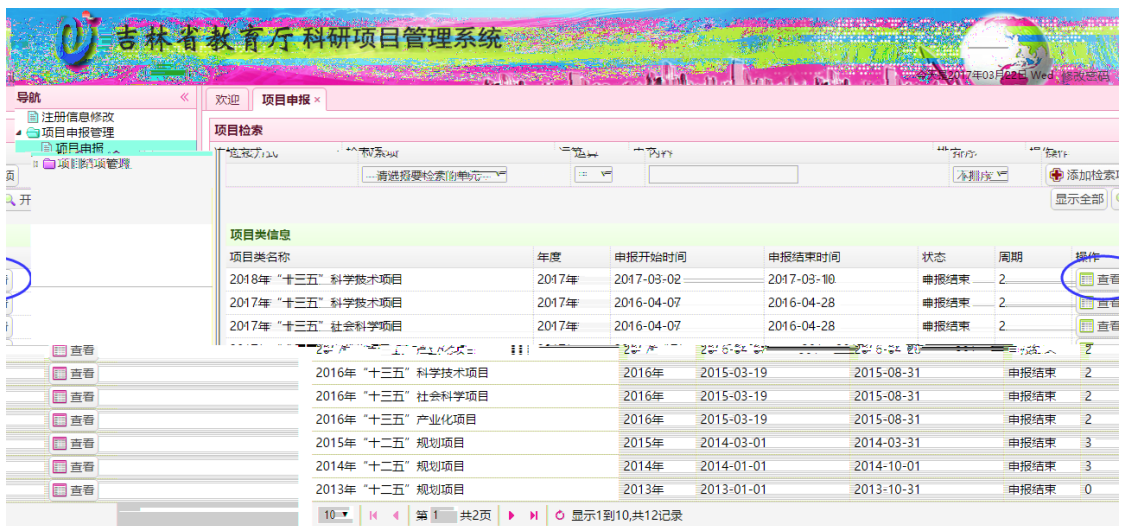 吉林省教育厅科研项目管理系统
今天是2017年03月22日 Wed 修改密码
导航
欢迎 项目申报×
注册信息修改
项目申报管理
项目检索
项目申报
请选择要检索的单元
不排序 添加检索项
显示全部
页
开
项目类信息
项目类名称 年度 申报开始时间 申报结束时间 状态 周期 操作
2018年“十三五”科学技术项目 2017年 2017-03-02 2017-03-10 申报结束 2 查看
2017年“十三五”科学技术项目 2017年 2016-04-07 2016-04-28 申报结束 2 查看
2017年“十三五”社会科学项目 2017年 2016-04-07 2016-04-28 申报结束 2 查看
查看
查看 2016年“十三五”科学技术项目 2016年 2015-03-19 2015-08-31 申报结束 2
查看 2016年“十三五”社会科学项目 2016年 2015-03-19 2015-08-31 申报结束 2
查看 2016年“十三五”产业化项目 2016年 2015-03-19 2015-08-31 申报结束 2
查看 2015年“十二五”规划项目 2015年 2014-03-01 2014-03-31 申报结束 3
查看 2014年“十二五”规划项目 2014年 2014-01-01 2014-10-01 申报结束 3
查看 2013年“十二五”规划项目 2013年 2013-01-01 2013-10-31 申报结束 0
10 第 1 共2页 显示1到10,共12记录